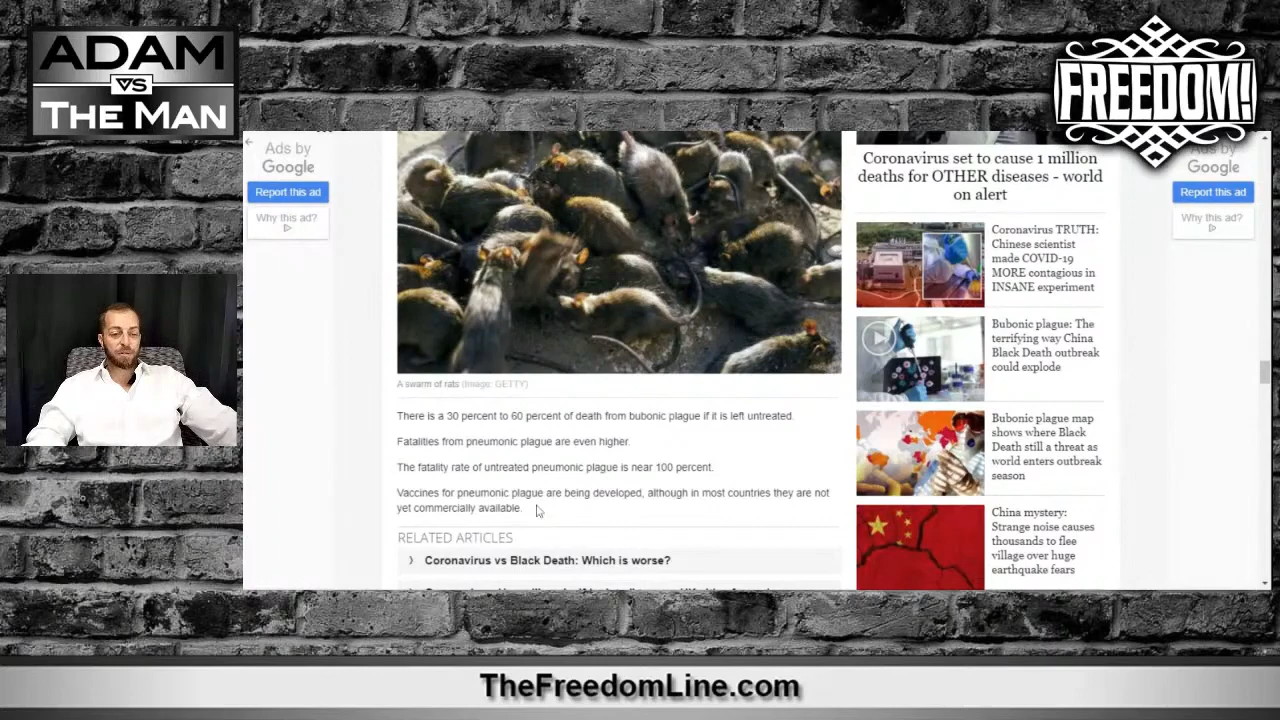 ADAM
VS
THE MAN
FREEDOM!
Ads by
Google
Report this ad
Why this ad?
A swarm of rats (Image: GETTY)
There is a 30 percent to 60 percent of death from bubonic plague if it is left untreated.
Fatalities from pneumonic plague are even higher.
The fatality rate of untreated pneumonic plague is near 100 percent.
Vaccines for pneumonic plague are being developed, although in most countries they are not
yet commercially available.
RELATED ARTICLES
Coronavirus vs Black Death: Which is worse?
Coronavirus set to cause 1 million
deaths for OTHER diseases - world
on alert
Coronavirus TRUTH:
Chinese scientist
made COVID-19
MORE contagious in
INSANE experiment
Bubonic plague: The
terrifying way China
Black Death outbreak
could explode
Bubonic plague map
shows where Black
Death still a threat as
world enters outbreak
season
China mystery:
Strange noise causes
thousands to flee
village over huge
earthquake fears
Ads by
Google
Report this ad
Why this ad?
TheFreedomLine.com